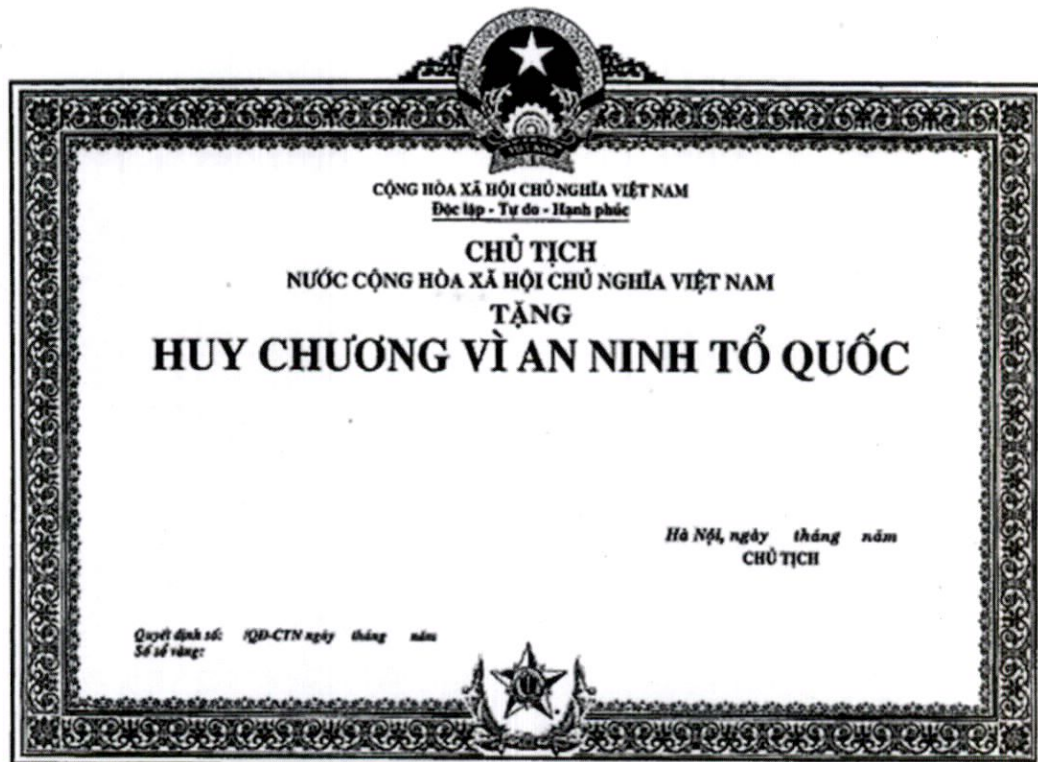 CỘNG HÒA XÃ HỘI CHỦ NGHĨA VIỆT NAM
Độc lập - Tự do - Hạnh phúc
CHỦ TỊCH
NƯỚC CỘNG HÒA XÃ HỘI CHỦ NGHĨA VIỆT NAM
TẶNG
HUY CHƯƠNG VÌ AN NINH TỔ QUỐC
Hà Nội, ngày tháng năm
CHỦ TỊCH
Quyết định số: /QĐ-CTN ngày tháng năm
Số sổ vàng: